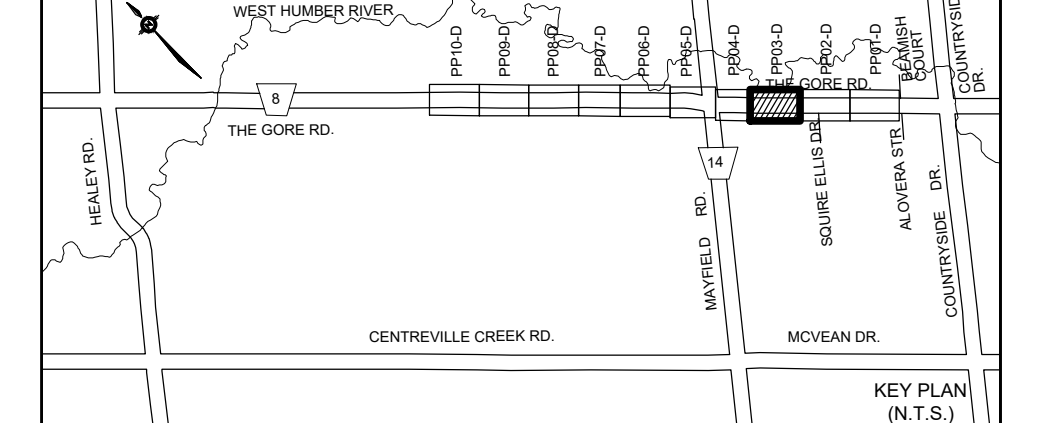 WEST HUMBER RIVER
PP10-D
PP09-D
PP08-D
PP07-D
PP06-D
PP05-D
PP04-D
PP03-D
PP02-D
PP01-D
BEAMISH
COURT
COUNTRYSIDE
DR.
THE GORE RD.
8
THE GORE RD.
N
HEALEY RD.
14
MAYFIELD RD.
SQUIRE ELLIS DR.
ALOVERA STR.
COUNTRYSIDE DR.
CENTREVILLE CREEK RD.
MCVEAN DR.
KEY PLAN
(N.T.S.)